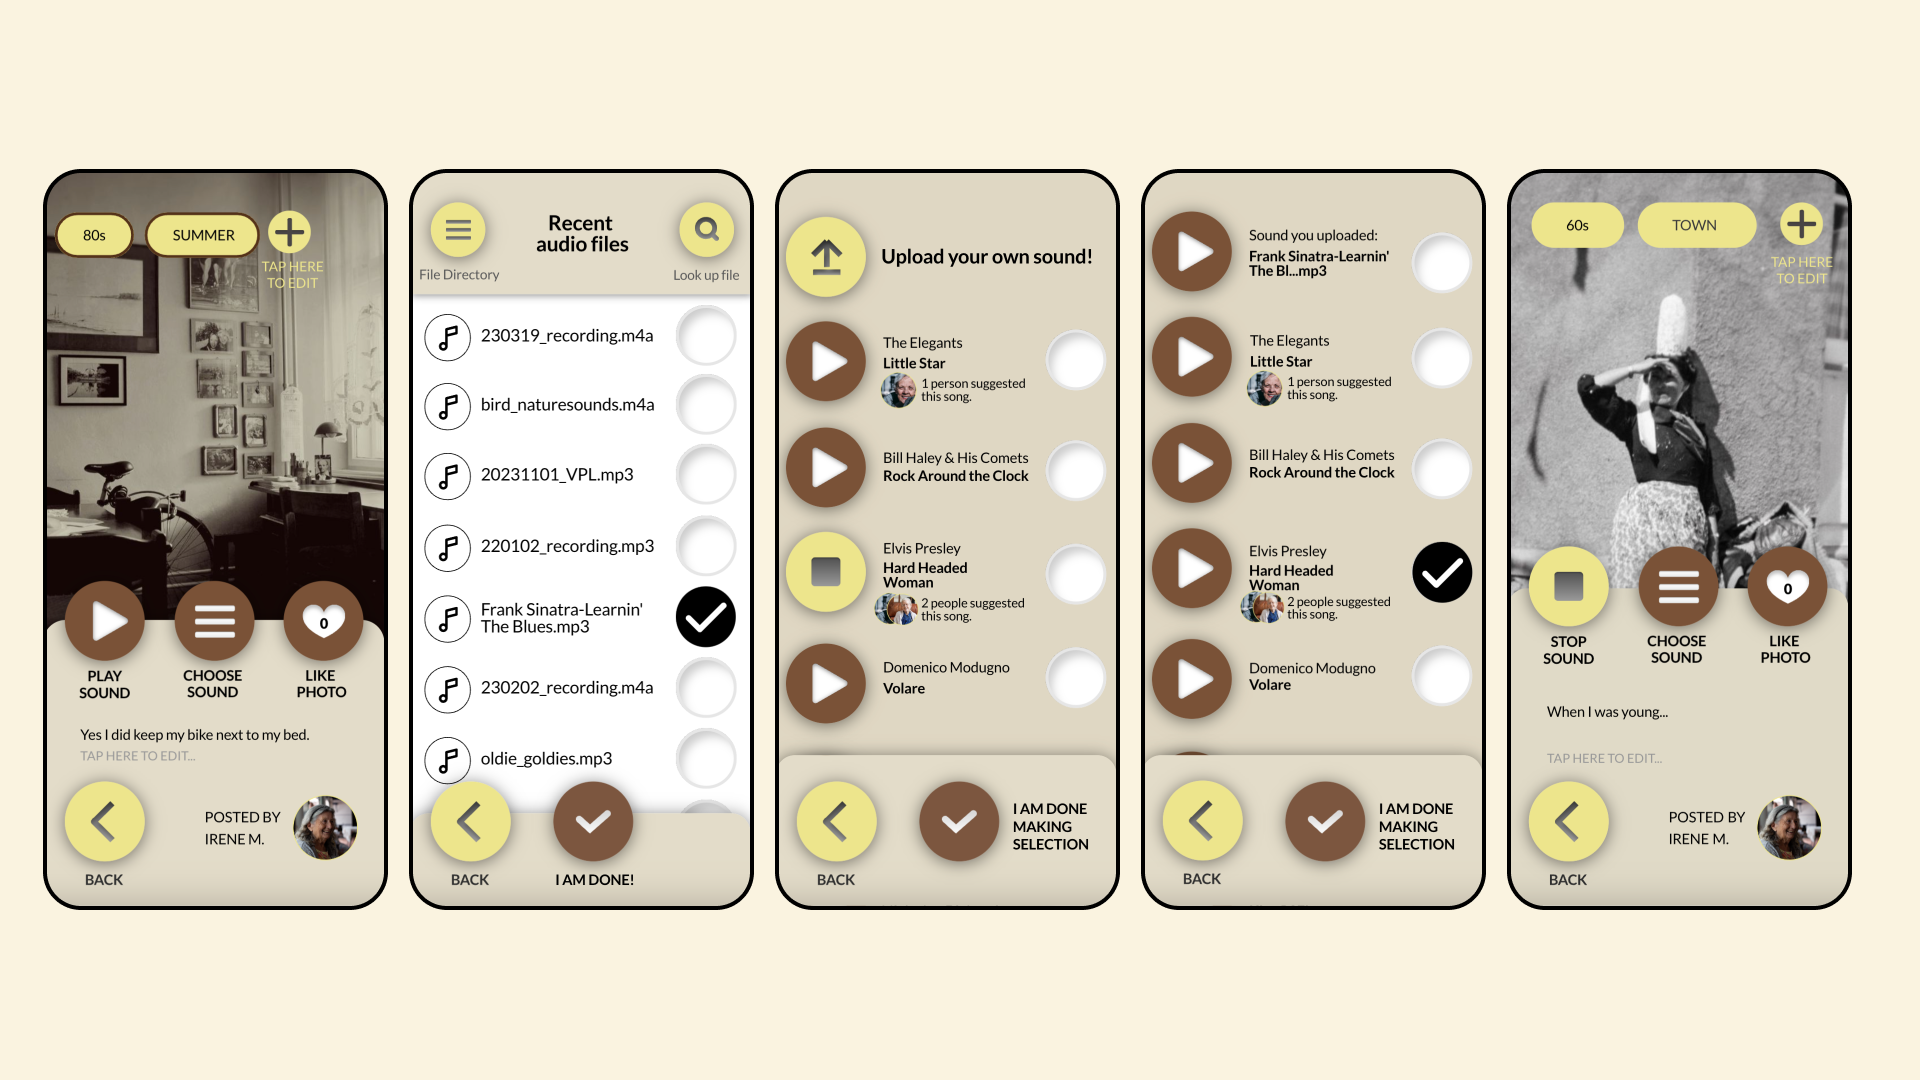 80s
SUMMER
TAP HERE
TO EDIT
PLAY
SOUND
CHOOSE
SOUND
0
LIKE
PHOTO
Yes I did keep my bike next to my bed.
TAP HERE TO EDIT...
BACK
POSTED BY
IRENE M.
Recent
audio files
File Directory
Look up file
230319_recording.m4a
bird_naturesounds.m4a
20231101_VPL.mp3
220102_recording.mp3
Frank Sinatra-Learnin'
The Blues.mp3
230202_recording.m4a
oldie_goldies.mp3
BACK
I AM DONE!
Upload your own sound!
The Elegants
Little Star
1 person suggested
this song.
Bill Haley & His Comets
Rock Around the Clock
Elvis Presley
Hard Headed
Woman
2 people suggested
this song.
Domenico Modugno
Volare
BACK
I AM DONE
MAKING
SELECTION
Sound you uploaded:
Frank Sinatra-Learnin'
The Bl...mp3
The Elegants
Little Star
1 person suggested
this song.
Bill Haley & His Comets
Rock Around the Clock
Elvis Presley
Hard Headed
Woman
2 people suggested
this song.
Domenico Modugno
Volare
BACK
I AM DONE
MAKING
SELECTION
60s
TOWN
TAP HERE
TO EDIT
STOP
SOUND
CHOOSE
SOUND
0
LIKE
PHOTO
When I was young...
TAP HERE TO EDIT...
BACK
POSTED BY
IRENE M.